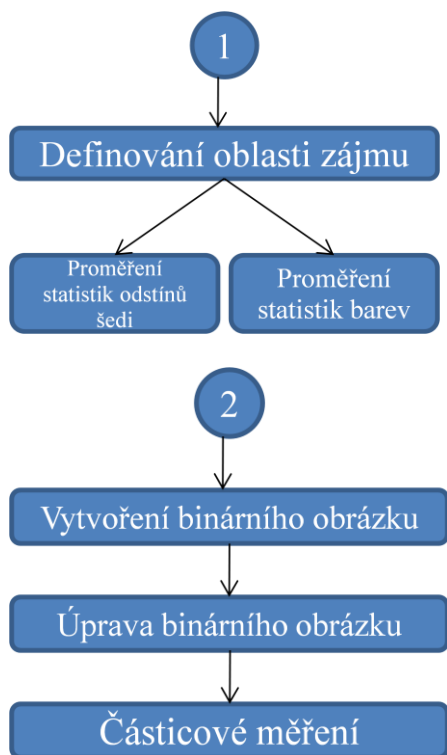 1
Definování oblasti zájmu
Proměření
statistik odstínů
šedi
Proměření
statistik barev
2
Vytvoření binárního obrázku
Úprava binárního obrázku
Částicové měření